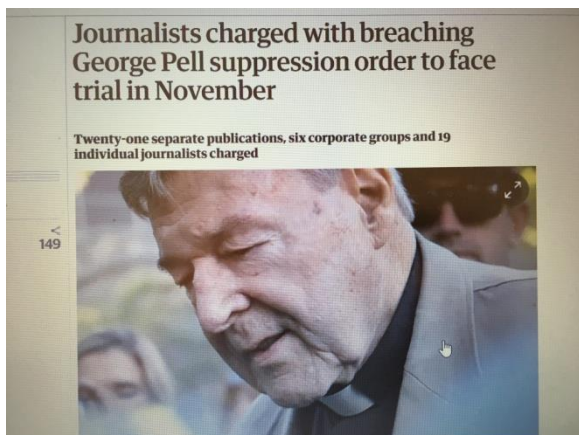 Journalists charged with breaching
George Pell suppression order to face
trial in November
Twenty-one separate publications, six corporate groups and 19
individual journalists charged
149